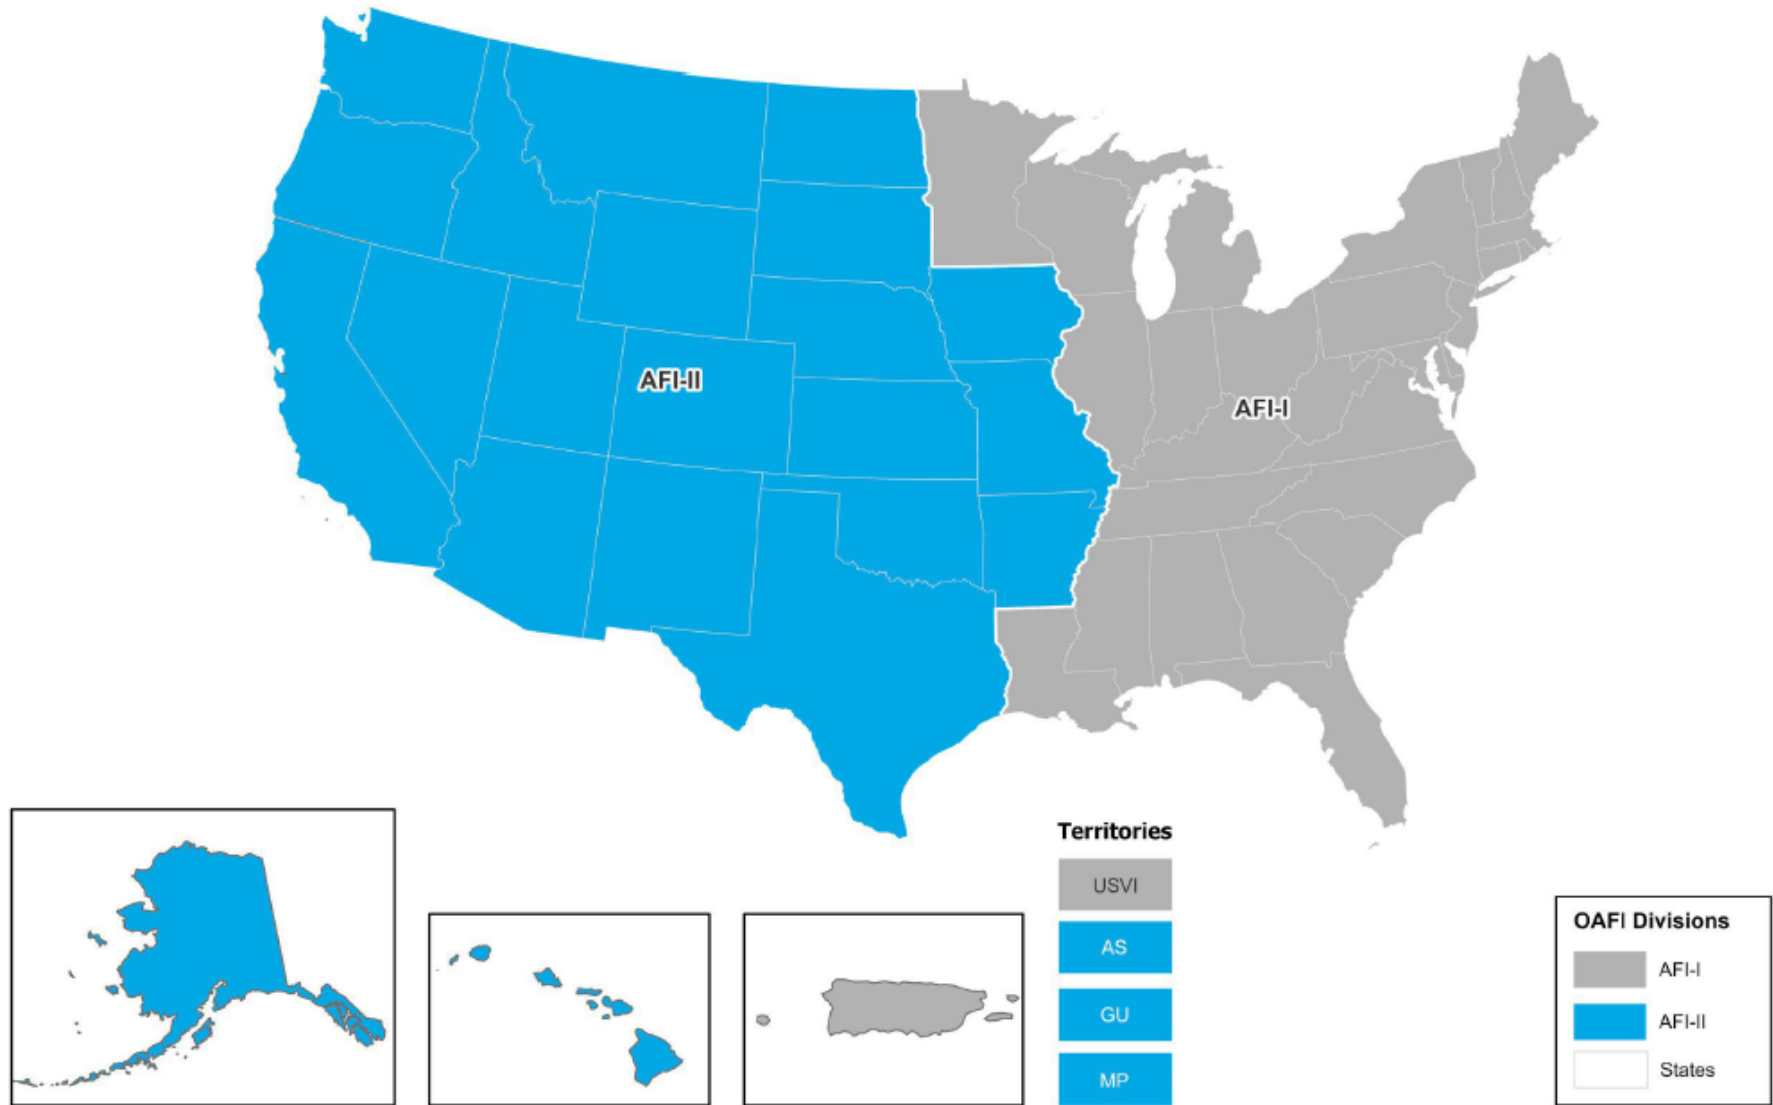 AFI-II
AFI-I
Territories
USVI
AS
GU
MP
OAFI Divisions
AFI-I
AFI-II
States